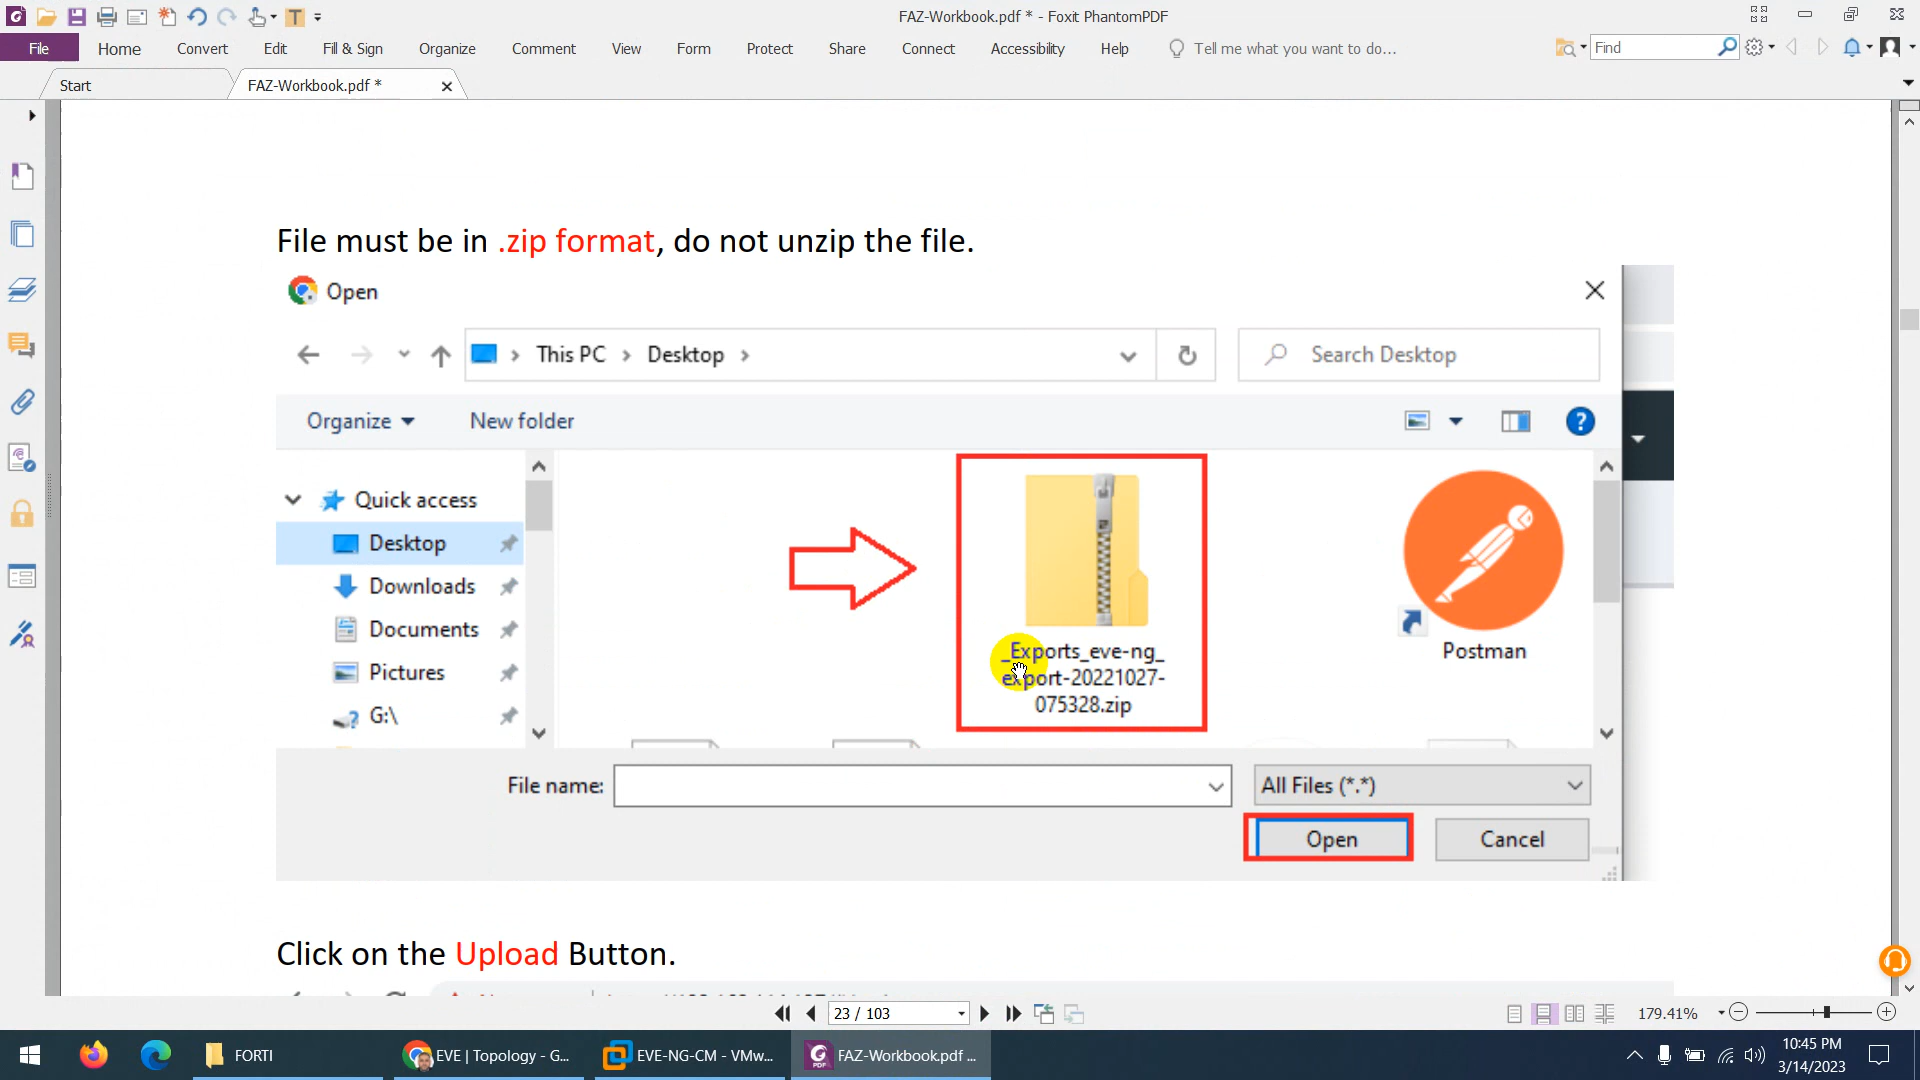 FAZ-Workbook.pdf * - Foxit PhantomPDF
File
Home
Convert
Edit
Fill & Sign
Organize
Comment
View
Form
Protect
Share
Connect
Accessibility
Help
Tell me what you want to do...
Find
Start
FAZ-Workbook.pdf *
File must be in .zip format, do not unzip the file.
Open
This PC
Desktop
Search Desktop
Organize
New folder
Quick access
Desktop
Downloads
Documents
Pictures
G:\
_Exports_eve-ng_
export-20221027-
075328.zip
Postman
File name:
All Files (*.*)
Open
Cancel
Click on the Upload Button.
23 / 103
179.41%
FORTI
EVE | Topology - G...
EVE-NG-CM - VMw...
FAZ-Workbook.pdf ...
10:45 PM
3/14/2023